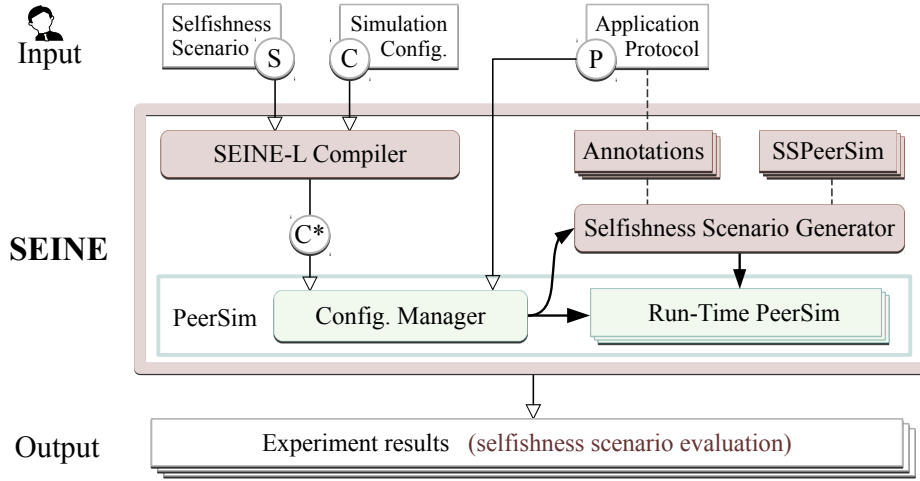 Input
Selfishness
Scenario
S
Simulation
Config.
C
Application
Protocol
P
SEINE
SEINE-L Compiler
Annotations
SSPeerSim
C*
Selfishness Scenario Generator
PeerSim
Config. Manager
Run-Time PeerSim
Output
Experiment results (selfishness scenario evaluation)